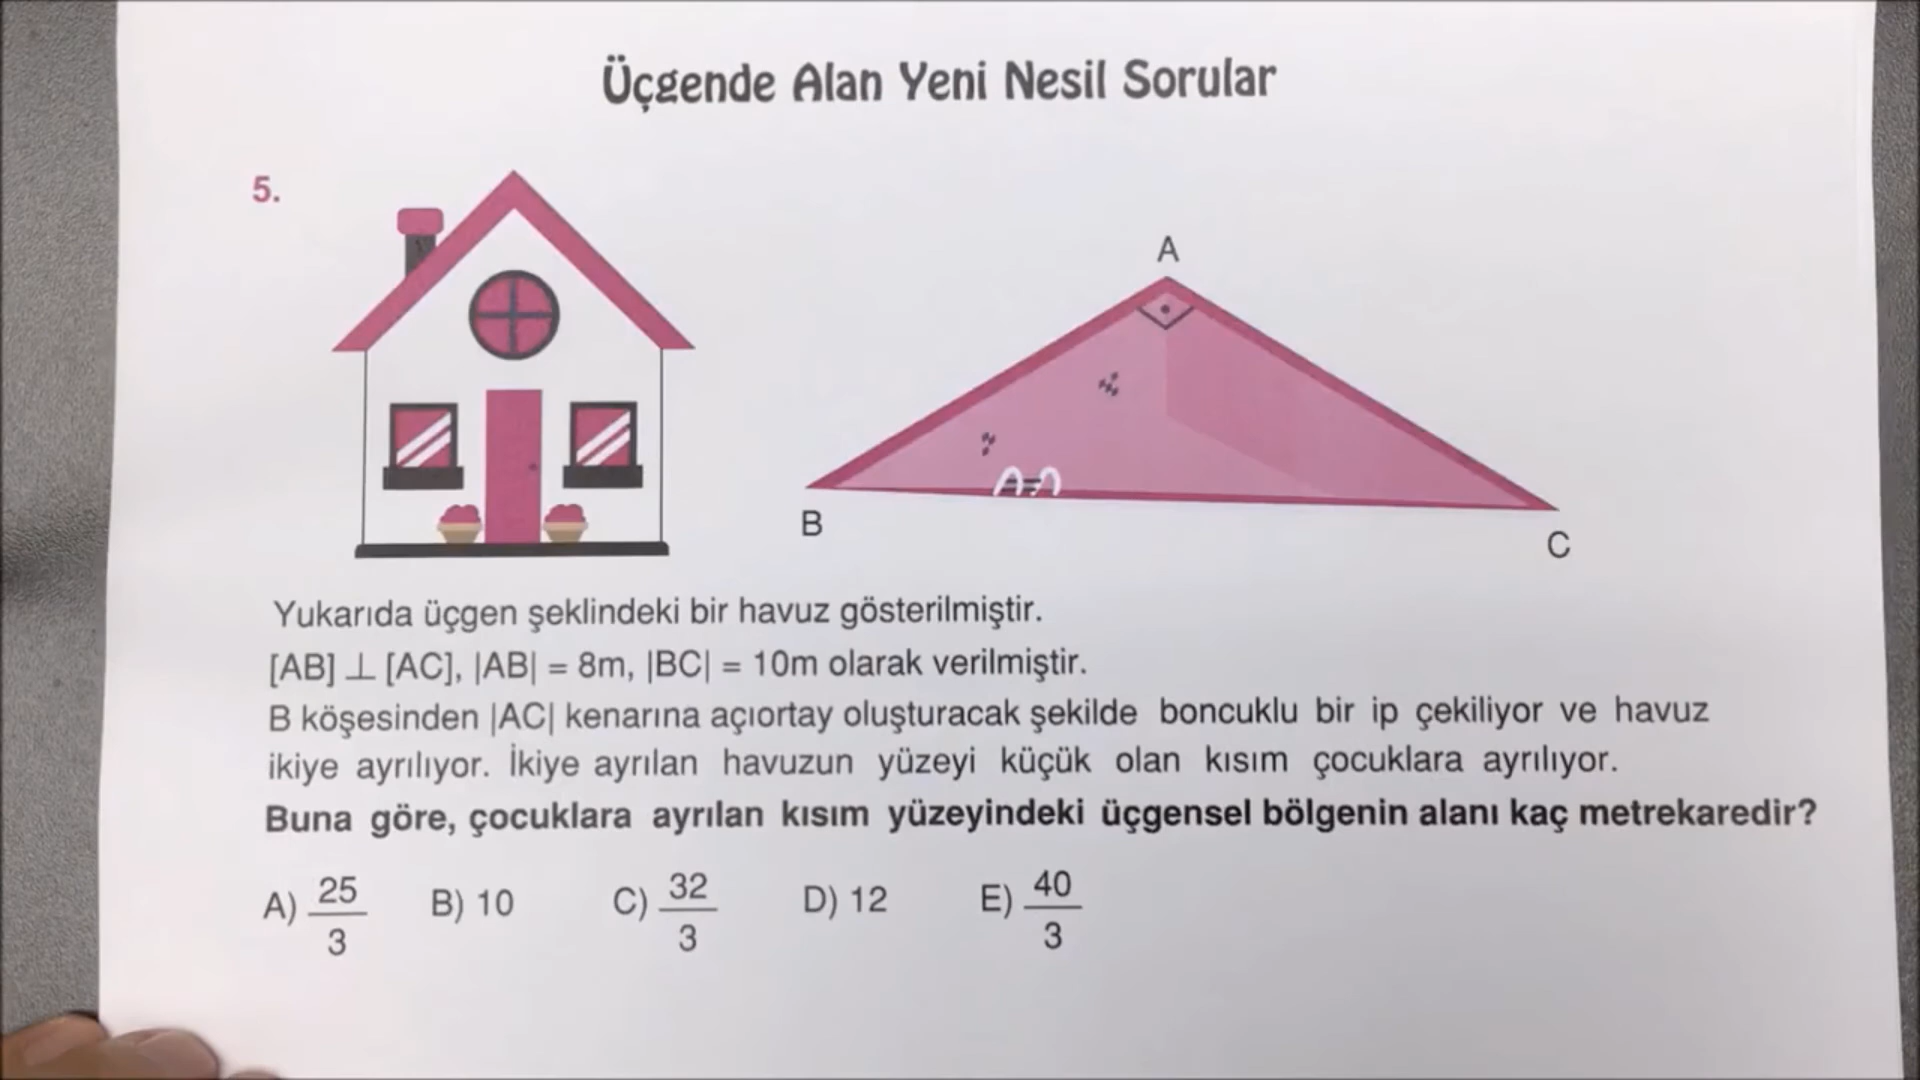 Üçgende Alan Yeni Nesil Sorular
5.
A
B
C
Yukarıda üçgen şeklindeki bir havuz gösterilmiştir.
[AB] ⊥ [AC], |AB| = 8m, |BC| = 10m olarak verilmiştir.
B köşesinden |AC| kenarına açıortay oluşturacak şekilde boncuklu bir ip çekiliyor ve havuz
ikiye ayrılıyor. İkiye ayrılan havuzun yüzeyi küçük olan kısım çocuklara ayrılıyor.
Buna göre, çocuklara ayrılan kısım yüzeyindeki üçgensel bölgenin alanı kaç metrekaredir?
A) 25/3 B) 10 C) 32/3 D) 12 E) 40/3